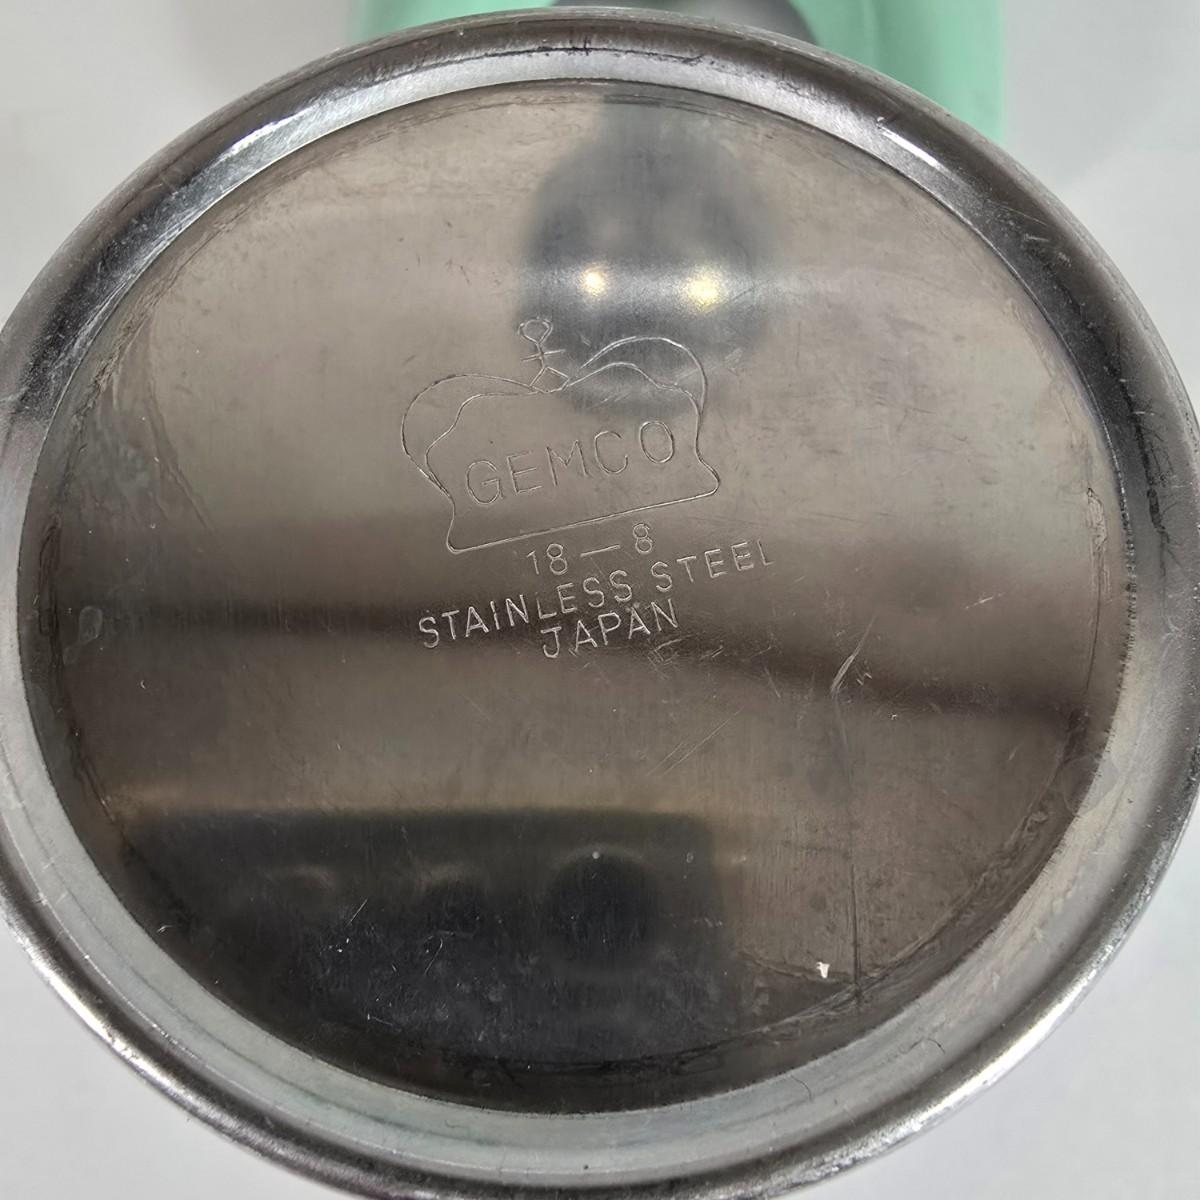 GEMCO
18—8
STAINLESS STEEL
JAPAN